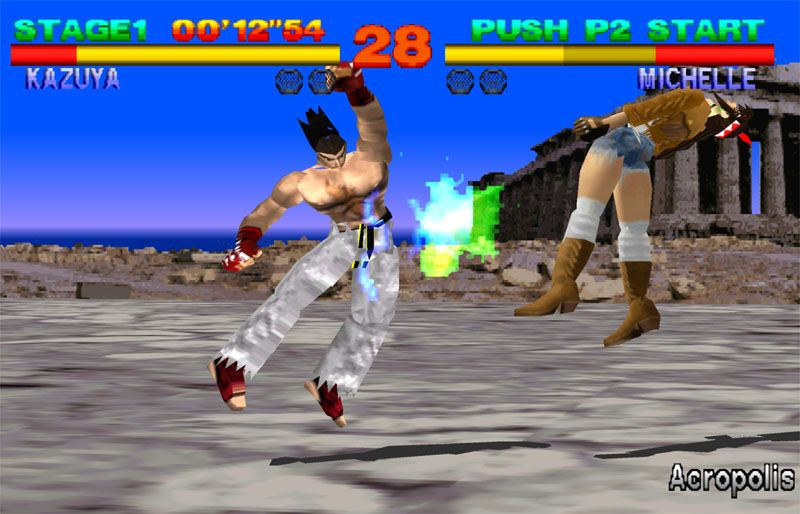 STAGE1 00'12"54 28 PUSH P2 START
KAZUYA MICHELLE
Acropolis